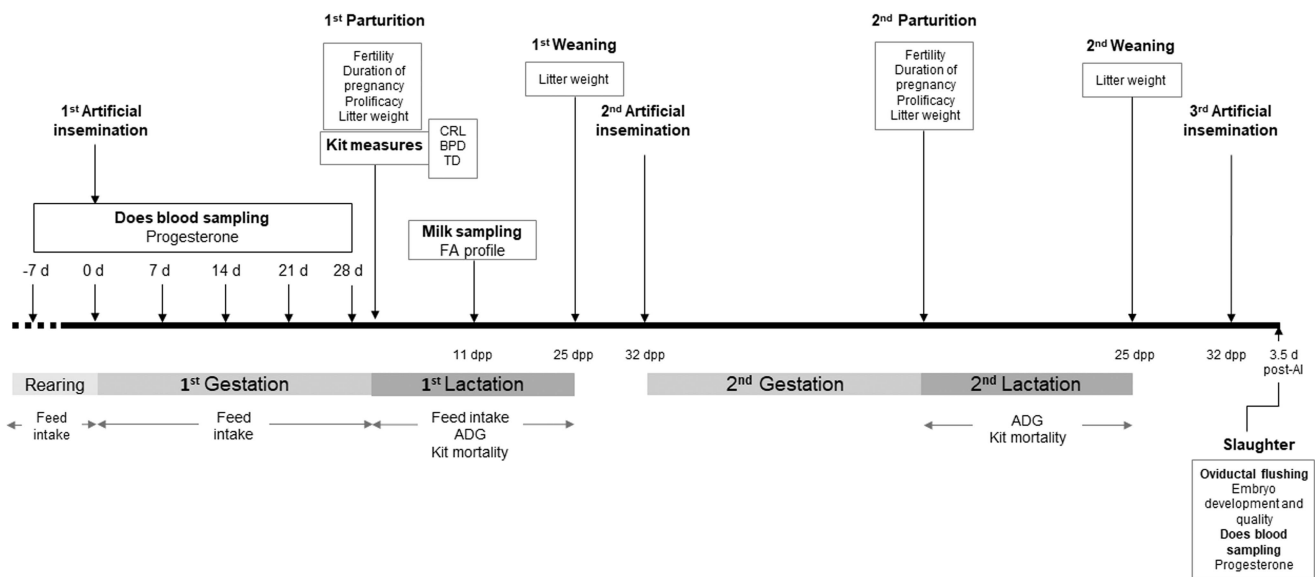 1st Parturition
Fertility
Duration of
pregnancy
Prolificacy
Litter weight
Kit measures
CRL
BPD
TD
1st Weaning
Litter weight
2nd Parturition
Fertility
Duration of
pregnancy
Prolificacy
Litter weight
2nd Weaning
Litter weight
1st Artificial
insemination
2nd Artificial
insemination
3rd Artificial
insemination
Does blood sampling
Progesterone
Milk sampling
FA profile
-7 d 0 d 7 d 14 d 21 d 28 d
11 dpp 25 dpp 32 dpp 25 dpp 32 dpp 3.5 d
post-AI
Rearing 1st Gestation 1st Lactation 2nd Gestation 2nd Lactation
Feed
intake
Feed
intake
Feed intake
ADG
Kit mortality
ADG
Kit mortality
Slaughter
Oviductal flushing
Embryo
development and
quality
Does blood
sampling
Progesterone